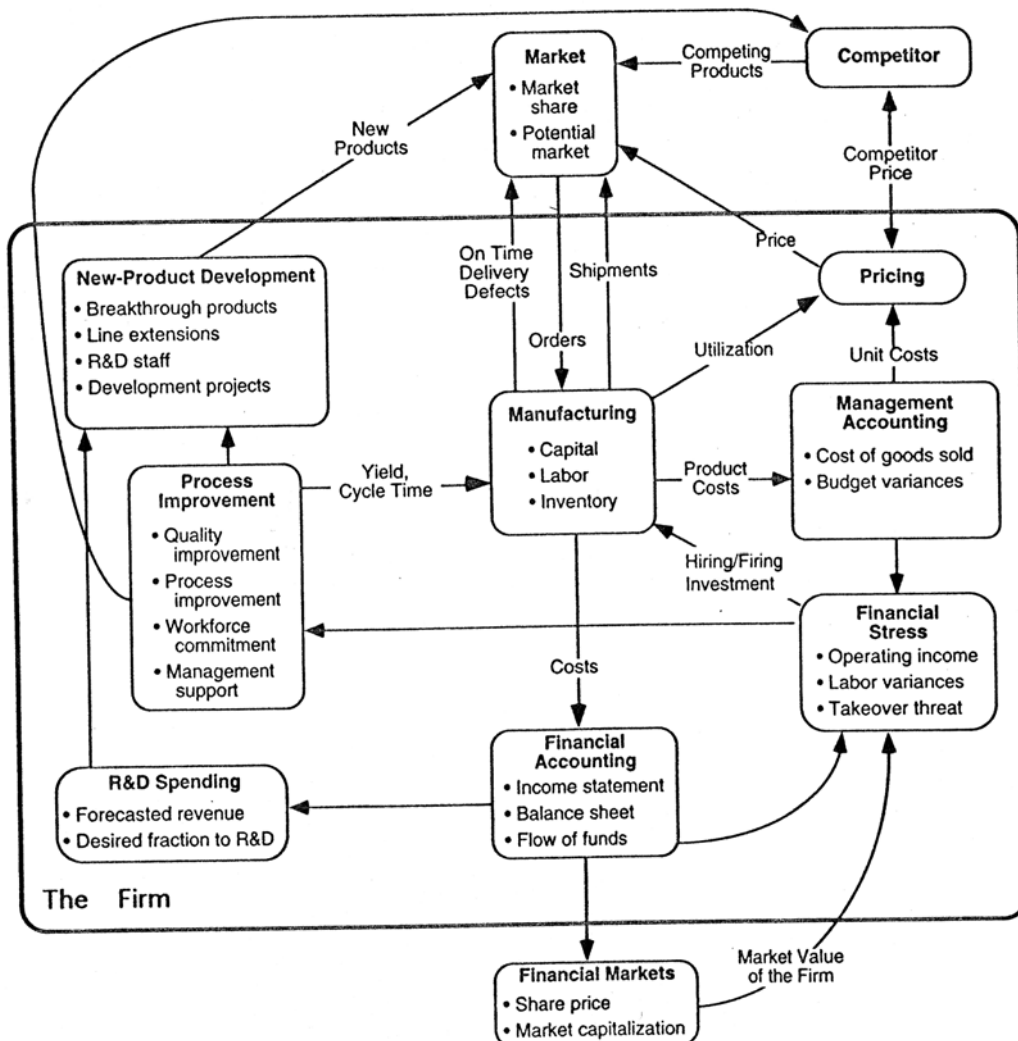 Market
• Market
share
• Potential
market
Competing
Products
Competitor
New
Products
Competitor
Price
On Time
Delivery
Defects
Shipments
Price
Pricing
New-Product Development
• Breakthrough products
• Line extensions
• R&D staff
• Development projects
Orders
Utilization
Unit Costs
Manufacturing
• Capital
• Labor
• Inventory
Management
Accounting
• Cost of goods sold
• Budget variances
Process
Improvement
• Quality
improvement
• Process
improvement
• Workforce
commitment
• Management
support
Yield,
Cycle Time
Product
Costs
Hiring/Firing
Investment
Financial
Stress
• Operating income
• Labor variances
• Takeover threat
Costs
Financial
Accounting
• Income statement
• Balance sheet
• Flow of funds
R&D Spending
• Forecasted revenue
• Desired fraction to R&D
The Firm
Market Value
of the Firm
Financial Markets
• Share price
• Market capitalization